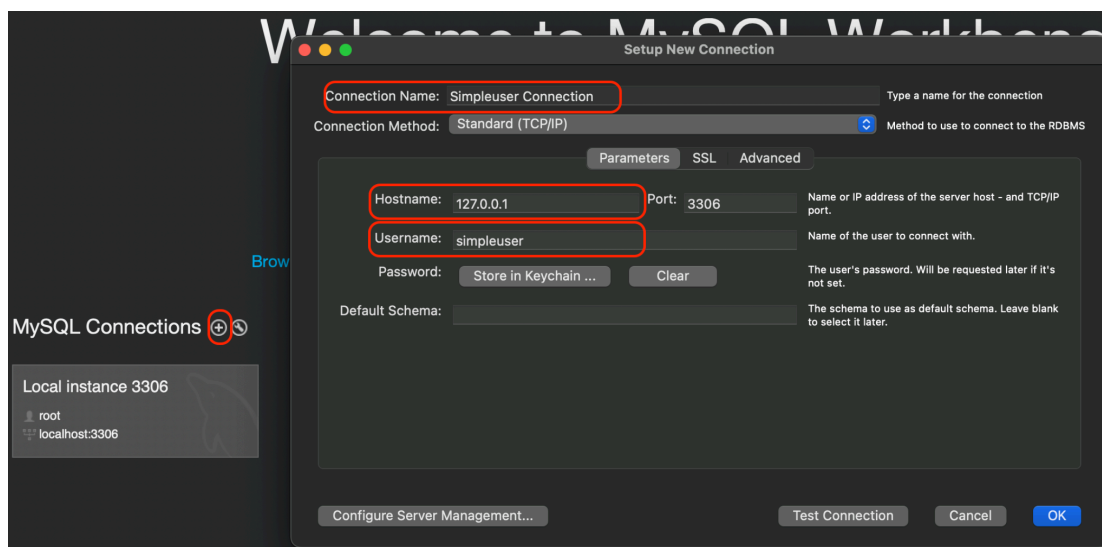 Welcome to MySQL Workbench
Setup New Connection
Connection Name: Simpleuser Connection Type a name for the connection
Connection Method: Standard (TCP/IP) Method to use to connect to the RDBMS
Parameters SSL Advanced
Hostname: 127.0.0.1 Port: 3306 Name or IP address of the server host - and TCP/IP
port.
Username: simpleuser Name of the user to connect with.
Brow
Password: Store in Keychain ... Clear The user's password. Will be requested later if it's
not set.
Default Schema: The schema to use as default schema. Leave blank
to select it later.
MySQL Connections
Local instance 3306
root
localhost:3306
Configure Server Management... Test Connection Cancel OK